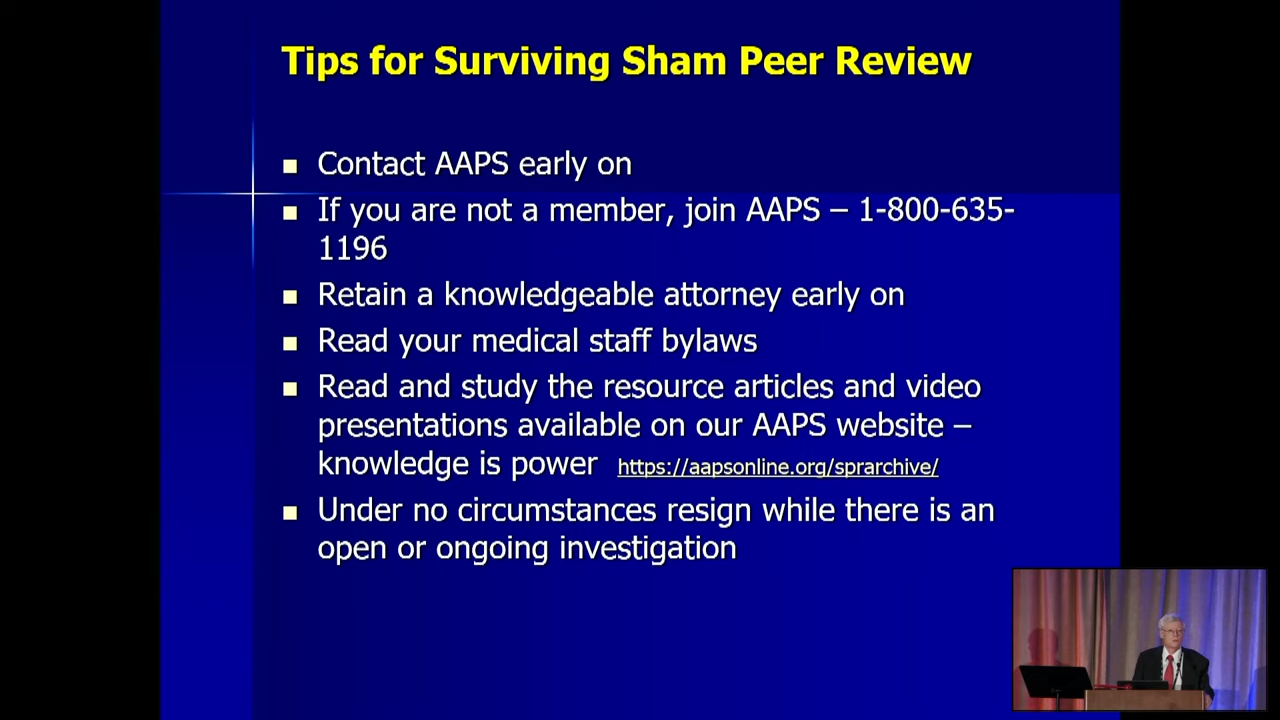 Tips for Surviving Sham Peer Review
■ Contact AAPS early on
■ If you are not a member, join AAPS – 1-800-635-
1196
■ Retain a knowledgeable attorney early on
■ Read your medical staff bylaws
■ Read and study the resource articles and video
presentations available on our AAPS website –
knowledge is power https://aapsonline.org/sprarchive/
■ Under no circumstances resign while there is an
open or ongoing investigation